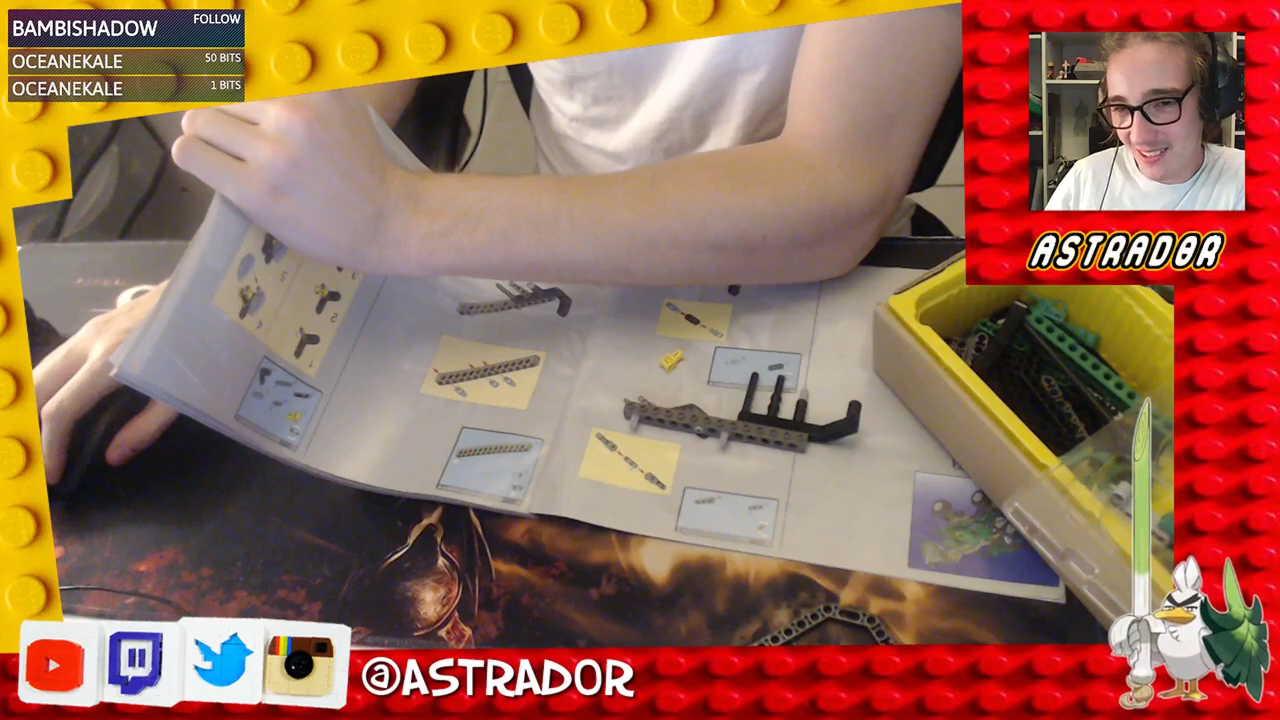 BAMBISHADOW FOLLOW
OCEANEKALE 50 BITS
OCEANEKALE 1 BITS
ASTRADOR
@ASTRADOR